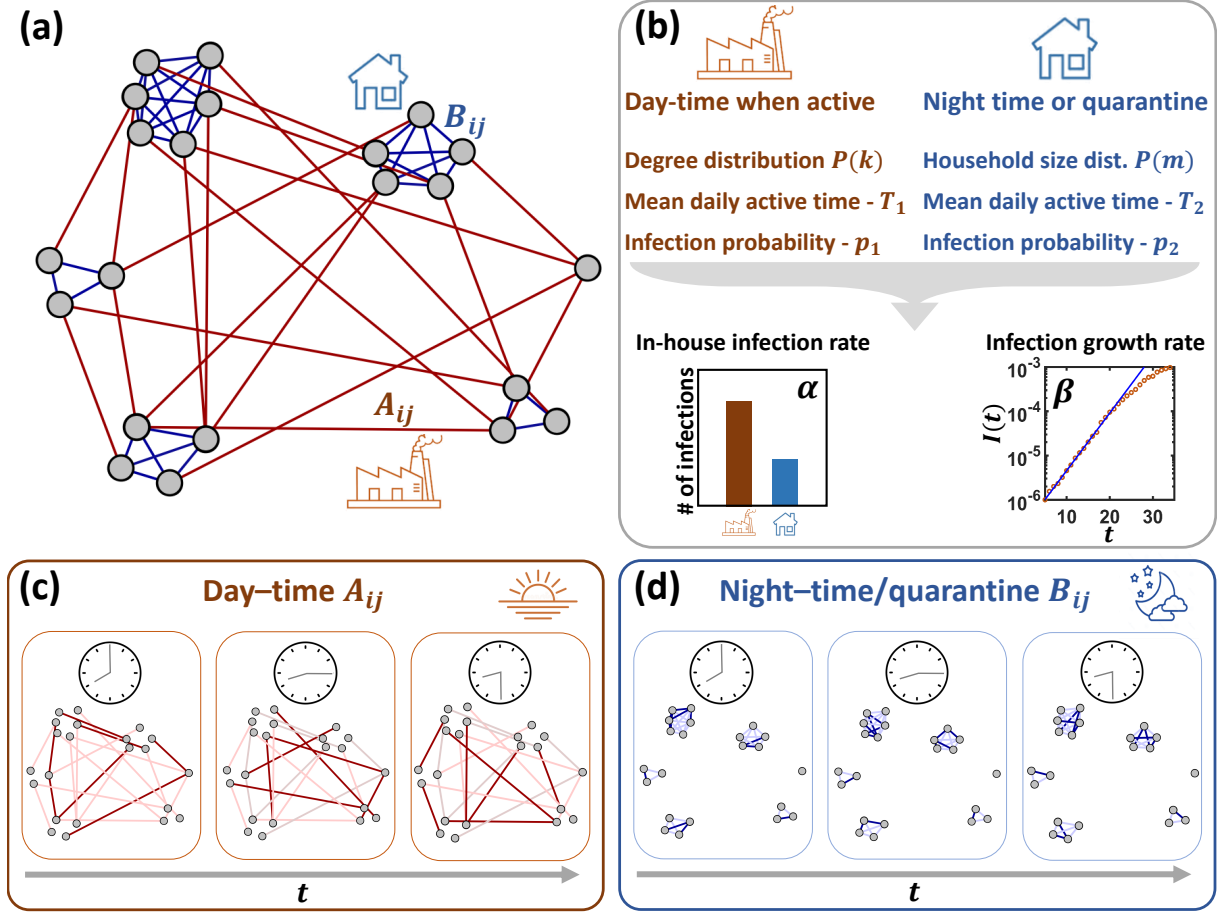 (a)
B_ij
A_ij
(b)
Day-time when active
Degree distribution P(k)
Mean daily active time - T_1
Infection probability - p_1
Night time or quarantine
Household size dist. P(m)
Mean daily active time - T_2
Infection probability - p_2
In-house infection rate
# of infections
α
Infection growth rate
β
I(t)
10^-3
10^-4
10^-5
10^-6
10 20 30
t
(c)
Day–time A_ij
t
(d)
Night–time/quarantine B_ij
t